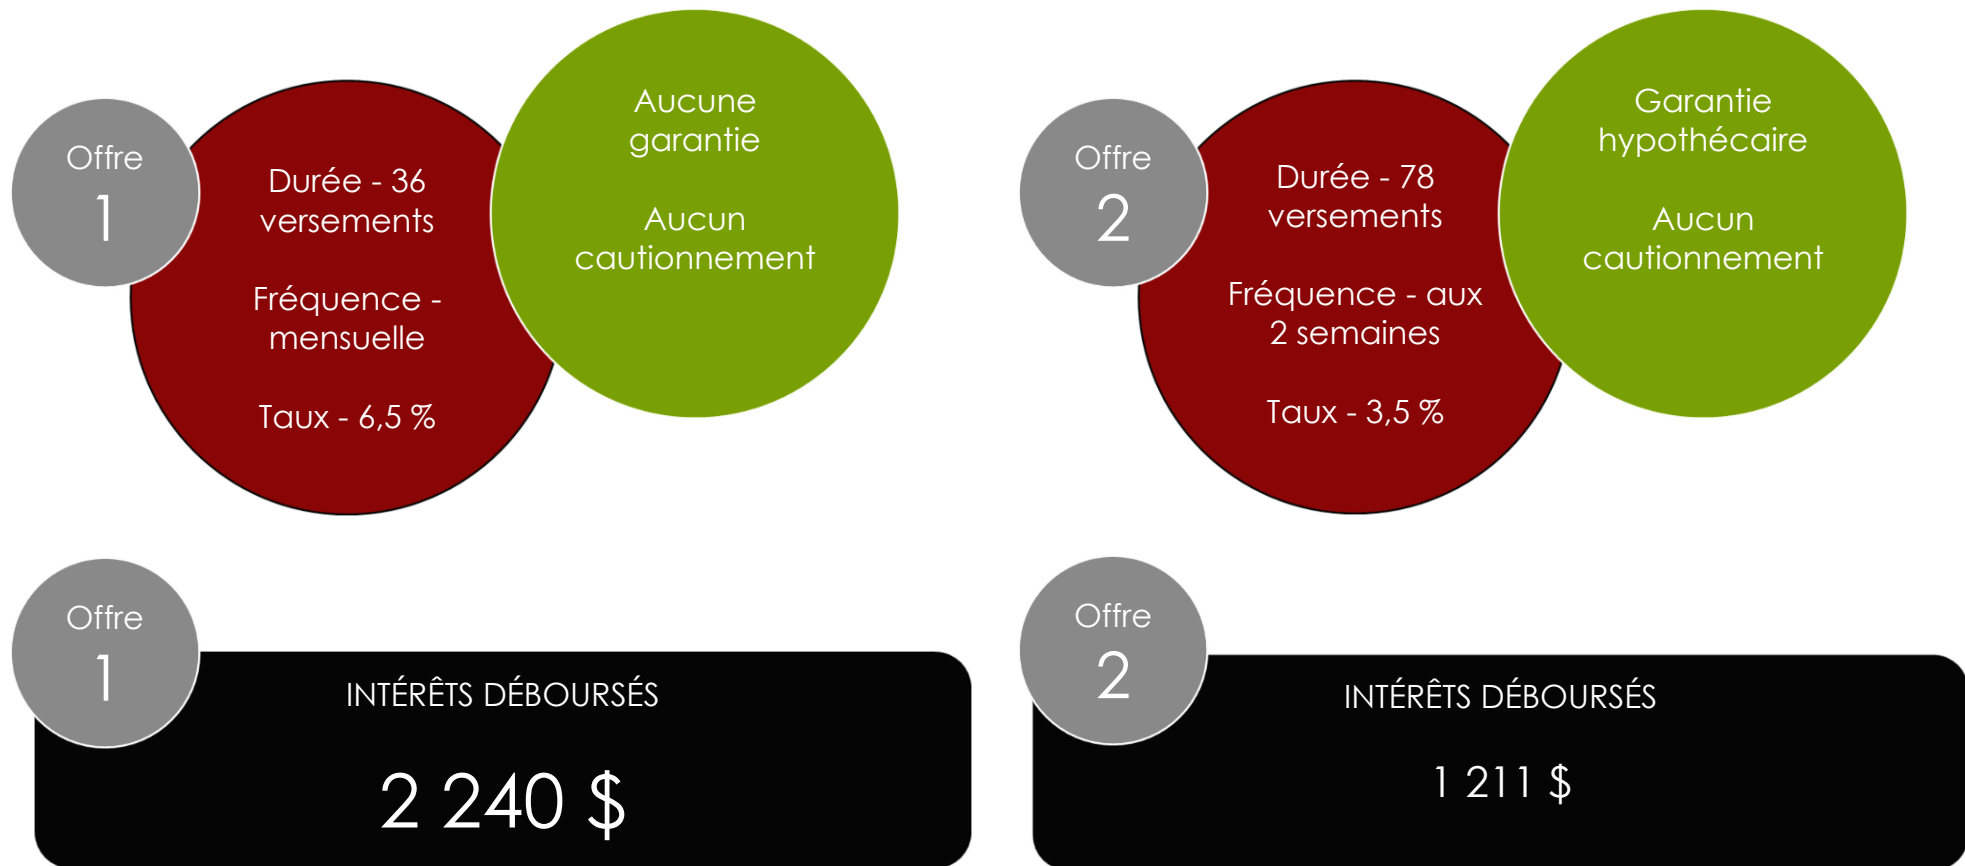 Offre
1
Durée - 36
versements
Fréquence -
mensuelle
Taux - 6,5 %
Aucune
garantie
Aucun
cautionnement
Offre
2
Durée - 78
versements
Fréquence - aux
2 semaines
Taux - 3,5 %
Garantie
hypothécaire
Aucun
cautionnement
Offre
1
INTÉRÊTS DÉBOURSÉS
2 240 $
Offre
2
INTÉRÊTS DÉBOURSÉS
1 211 $